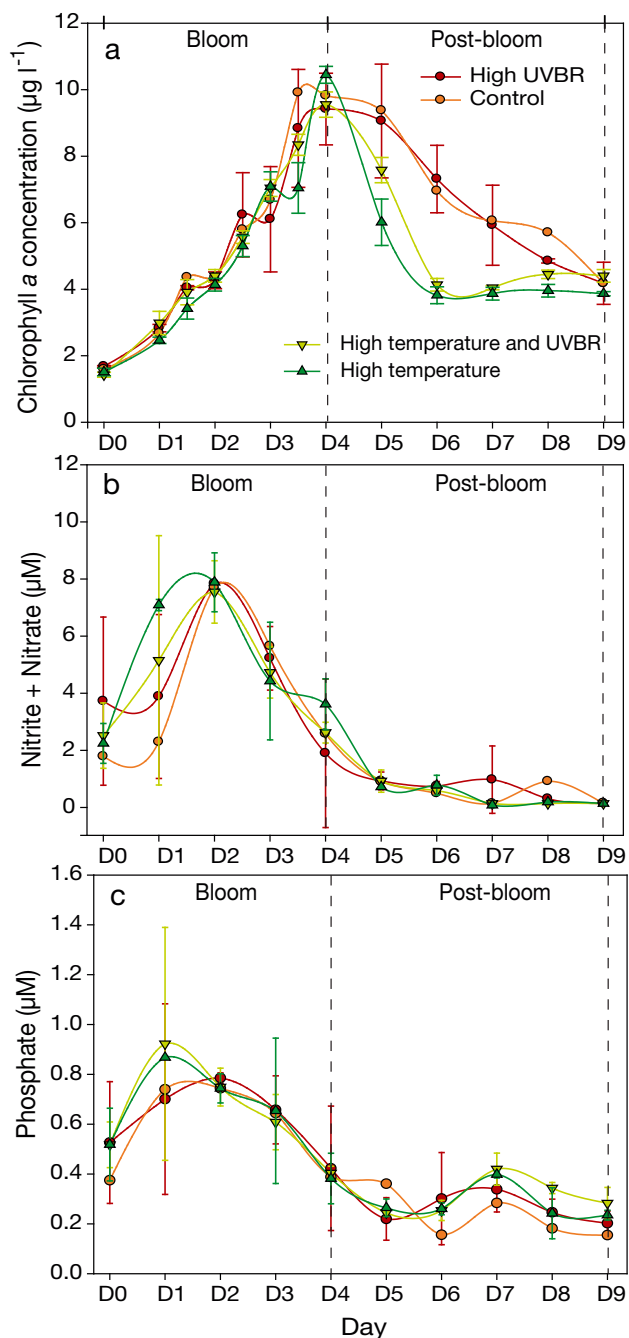 12
a
Bloom
Post-bloom
10
High UVBR
Control
8
6
4
High temperature and UVBR
2
High temperature
0
Chlorophyll a concentration (µg l⁻¹)
D0 D1 D2 D3 D4 D5 D6 D7 D8 D9
12
b
Bloom
Post-bloom
10
8
6
4
2
0
Nitrite + Nitrate (µM)
D0 D1 D2 D3 D4 D5 D6 D7 D8 D9
1.6
c
Bloom
Post-bloom
1.4
1.2
1.0
0.8
0.6
0.4
0.2
0.0
Phosphate (µM)
D0 D1 D2 D3 D4 D5 D6 D7 D8 D9
Day